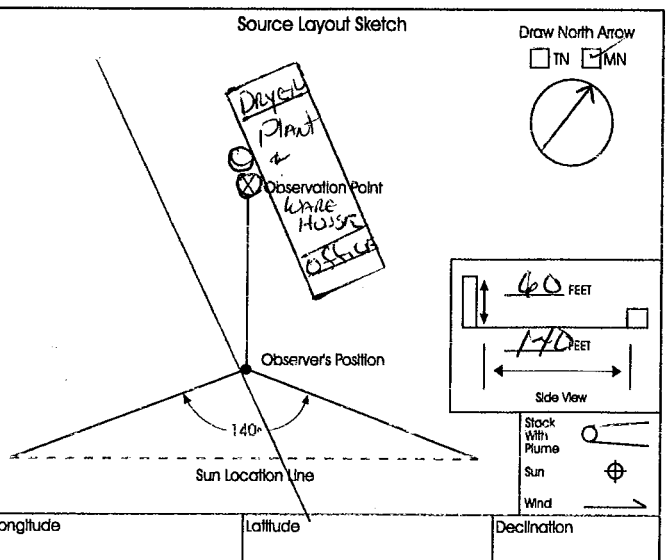 Source Layout Sketch
Draw North Arrow
TN MN
DRYER
PLANT
Observation Point
WARE
HOUSE
OFFICE
60 FEET
140 FEET
Side View
Observer's Position
140°
Sun Location Line
Stack
With
Plume
Sun
Wind
ongitude
Latitude
Declination